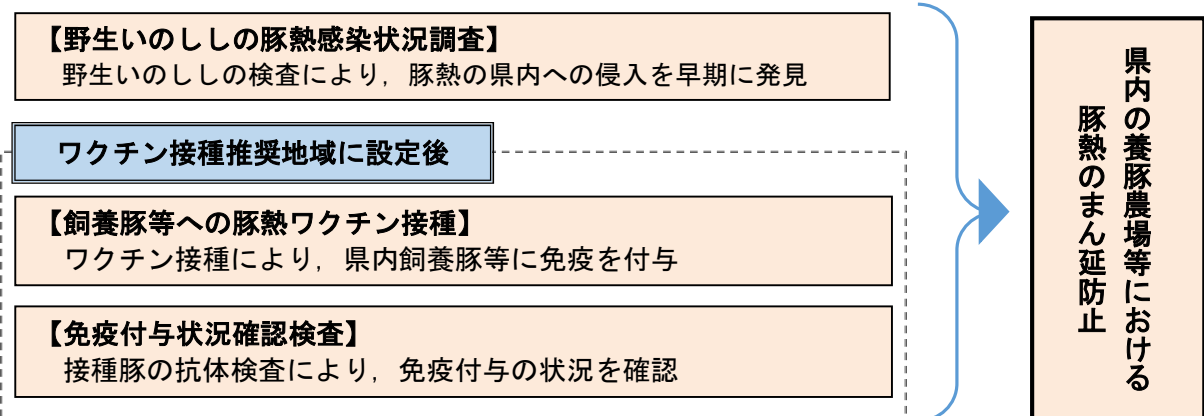 【野生いのししの豚熱感染状況調査】
野生いのししの検査により，豚熱の県内への侵入を早期に発見
ワクチン接種推奨地域に設定後
【飼養豚等への豚熱ワクチン接種】
ワクチン接種により，県内飼養豚等に免疫を付与
【免疫付与状況確認検査】
接種豚の抗体検査により，免疫付与の状況を確認
県内の養豚農場等における
豚熱のまん延防止